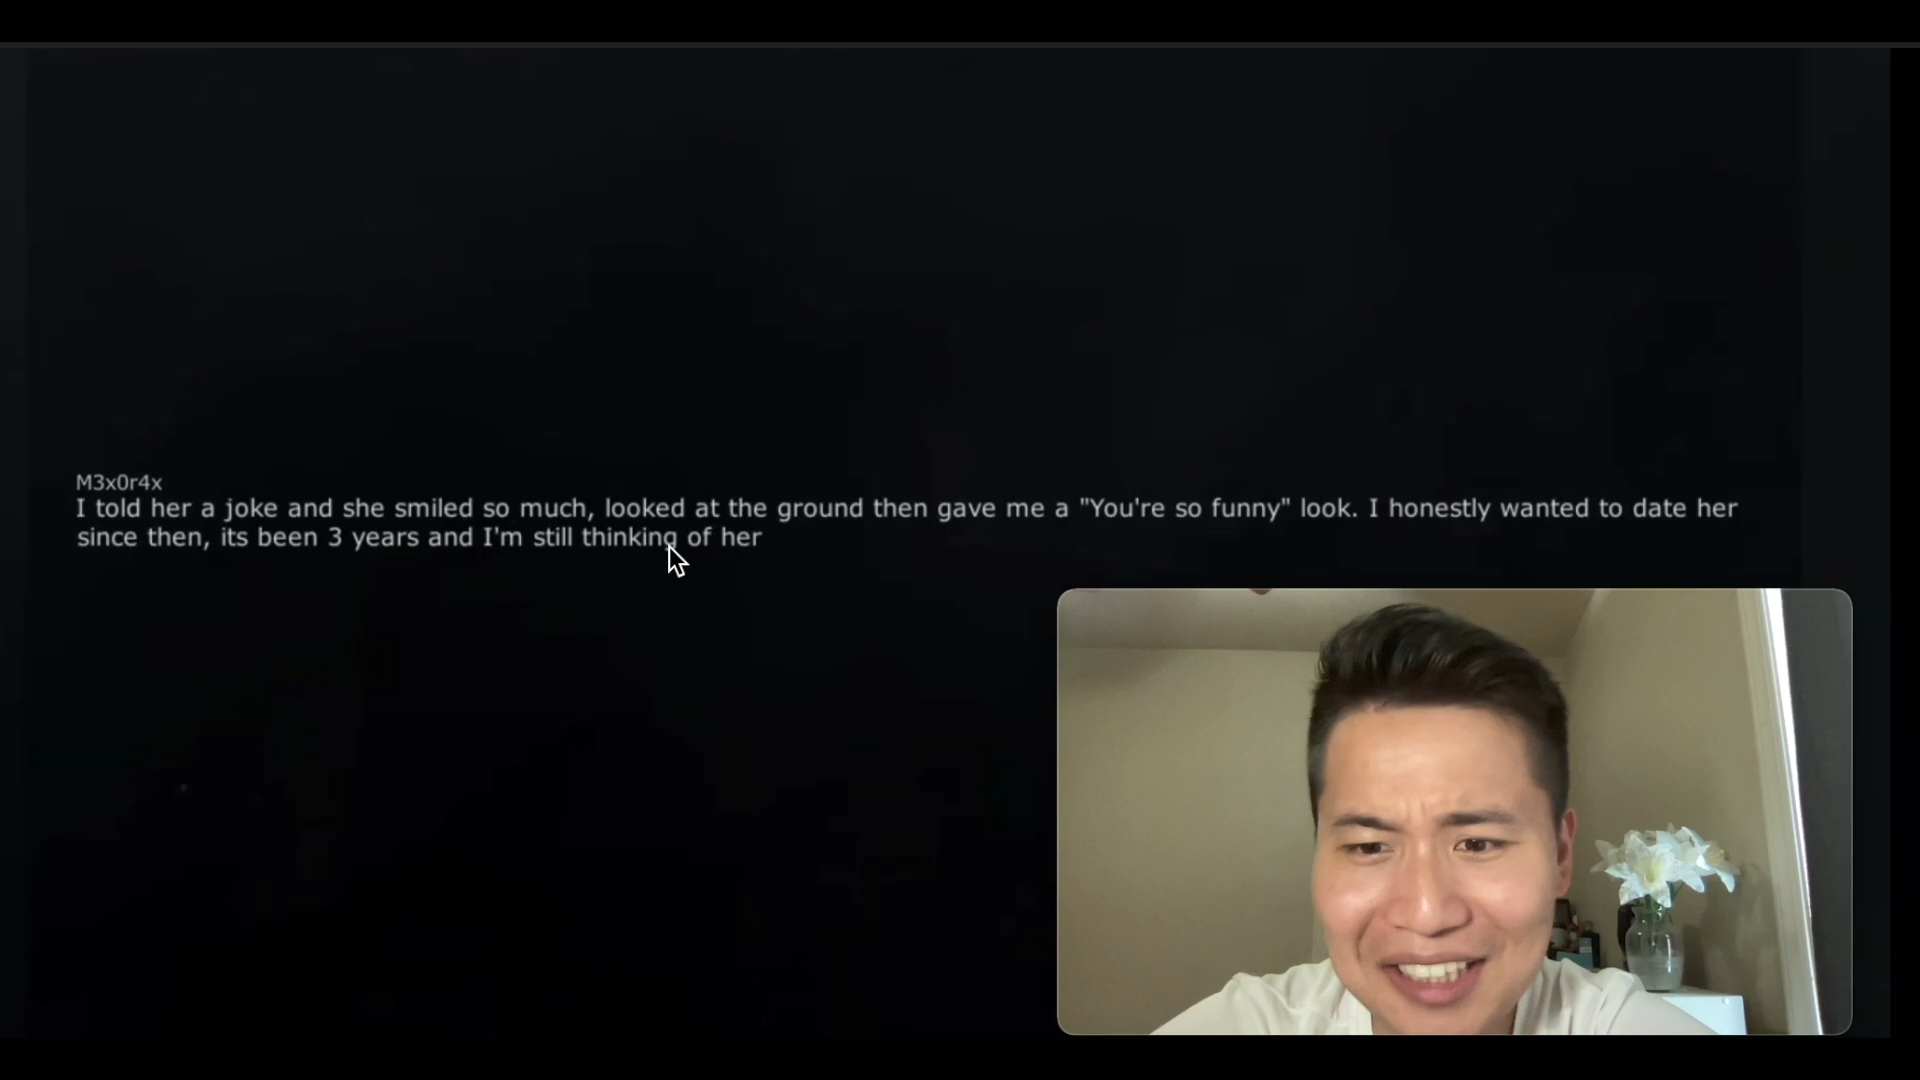 M3x0r4x
I told her a joke and she smiled so much, looked at the ground then gave me a "You're so funny" look. I honestly wanted to date her
since then, its been 3 years and I'm still thinking of her